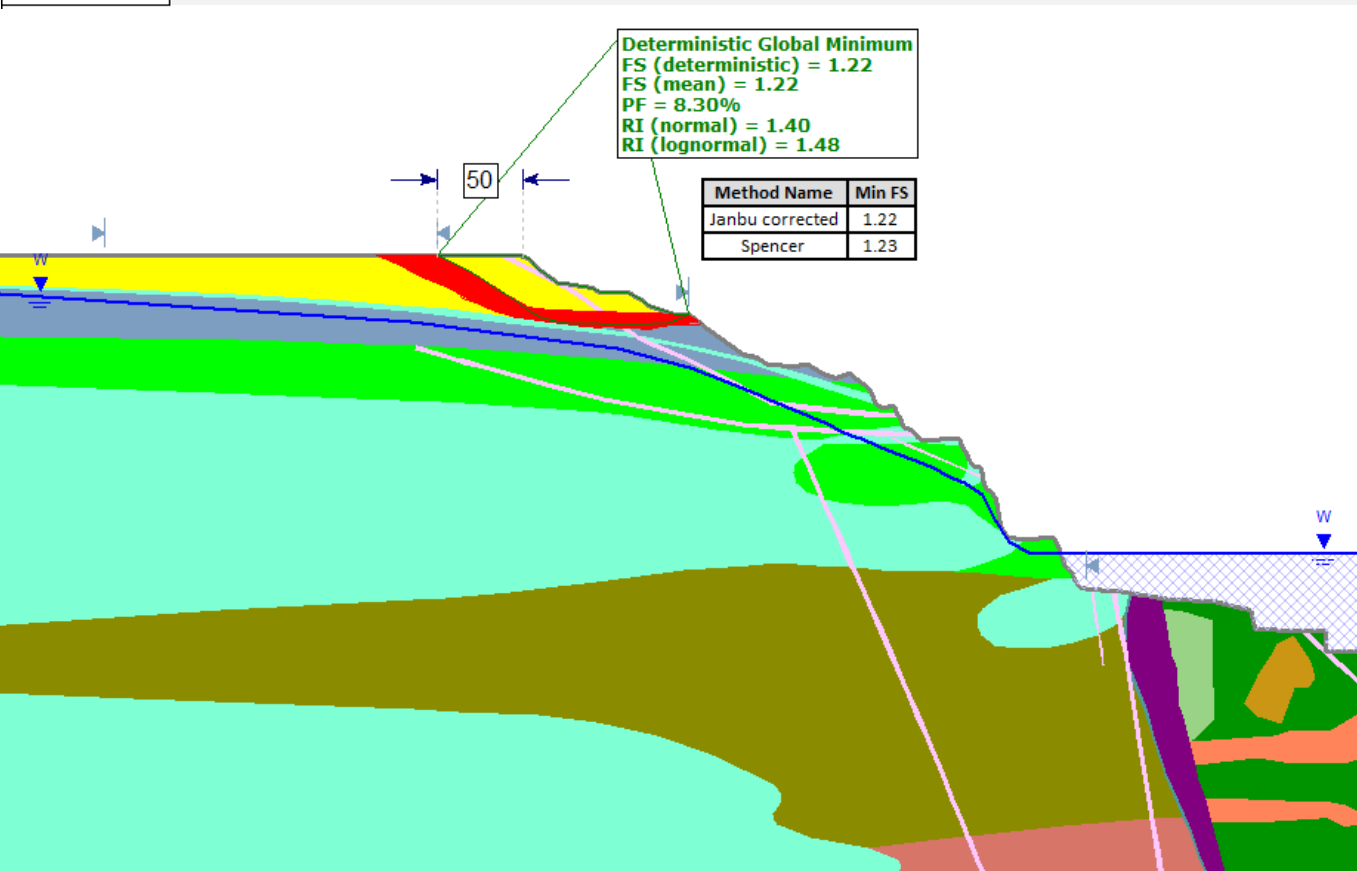 Deterministic Global Minimum
FS (deterministic) = 1.22
FS (mean) = 1.22
PF = 8.30%
RI (normal) = 1.40
RI (lognormal) = 1.48
50
Method Name Min FS
Janbu corrected 1.22
Spencer 1.23
W
W